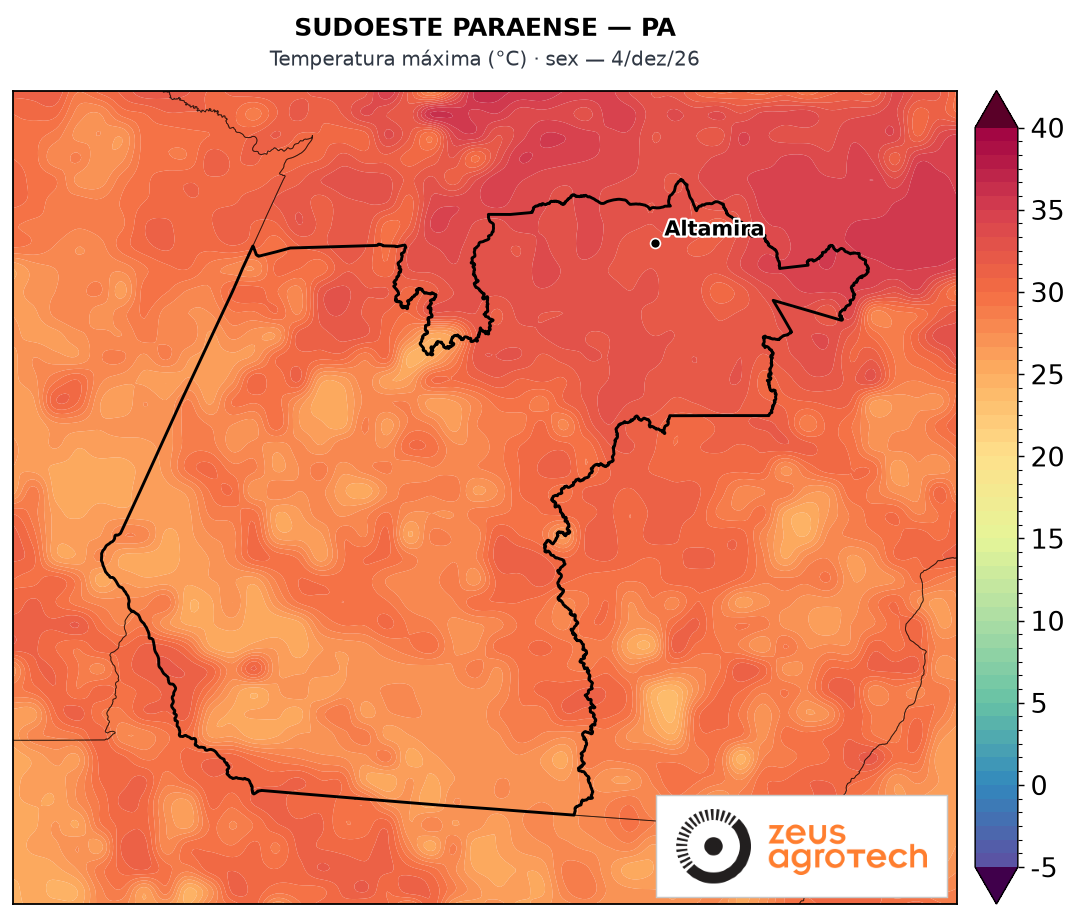 SUDOESTE PARAENSE — PA
Temperatura máxima (°C) · sex — 4/dez/26
Altamira
40
35
30
25
20
15
10
5
0
-5
zeus
agrotech